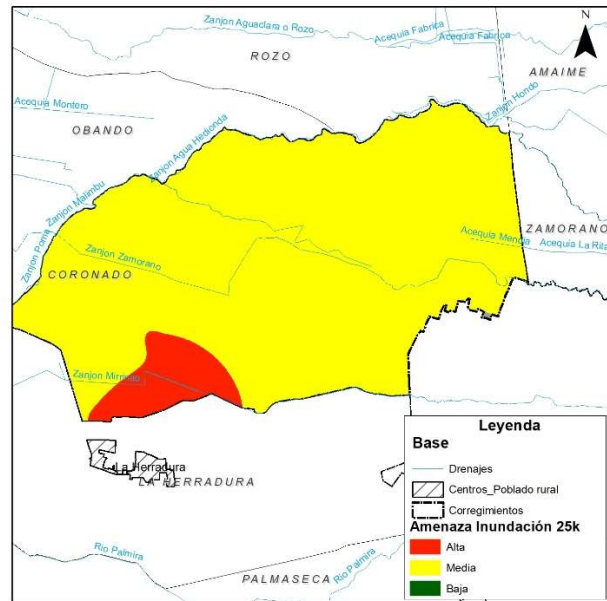 Zanjon Aguaclara o Rozo
Acequia Fabrica
Acequia Fabrica
N
ROZO
AMAIME
Acequia Montero
Zanjon Hondo
OBANDO
Zanjon Agua Hedionda
Zanjon Malimbu
ZAMORANO
Acequia Mencia
Acequia La Rita
Zanjon Poma
Zanjon Zamorano
CORONADO
Zanjon Mirriñao
La Herradura
LA HERRADURA
Rio Palmira
Rio Palmira
PALMASECA
Leyenda
Base
Drenajes
Centros_Poblado rural
Corregimientos
Amenaza Inundación 25k
Alta
Media
Baja